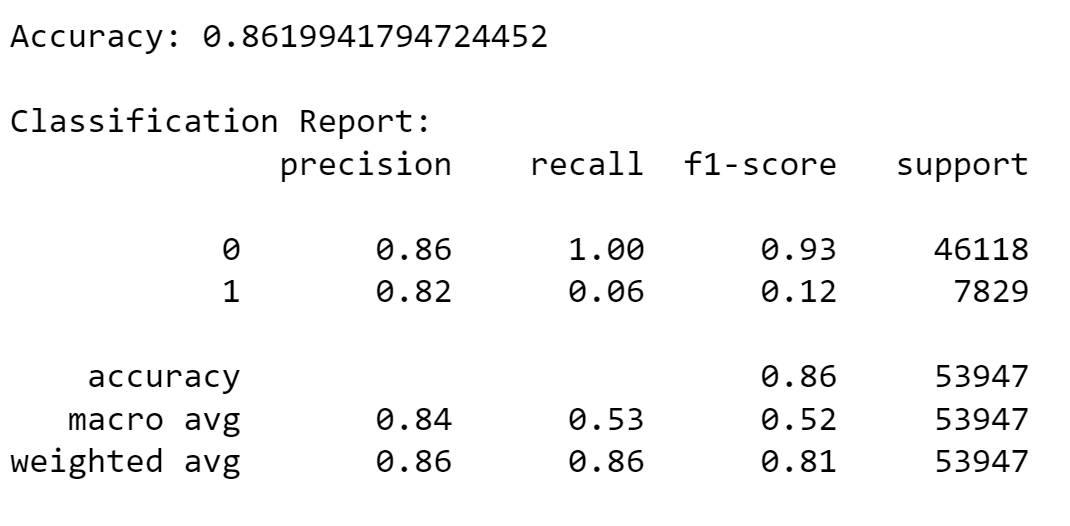 Accuracy: 0.8619941794724452
Classification Report:
precision recall f1-score support
0 0.86 1.00 0.93 46118
1 0.82 0.06 0.12 7829
accuracy 0.86 53947
macro avg 0.84 0.53 0.52 53947
weighted avg 0.86 0.86 0.81 53947